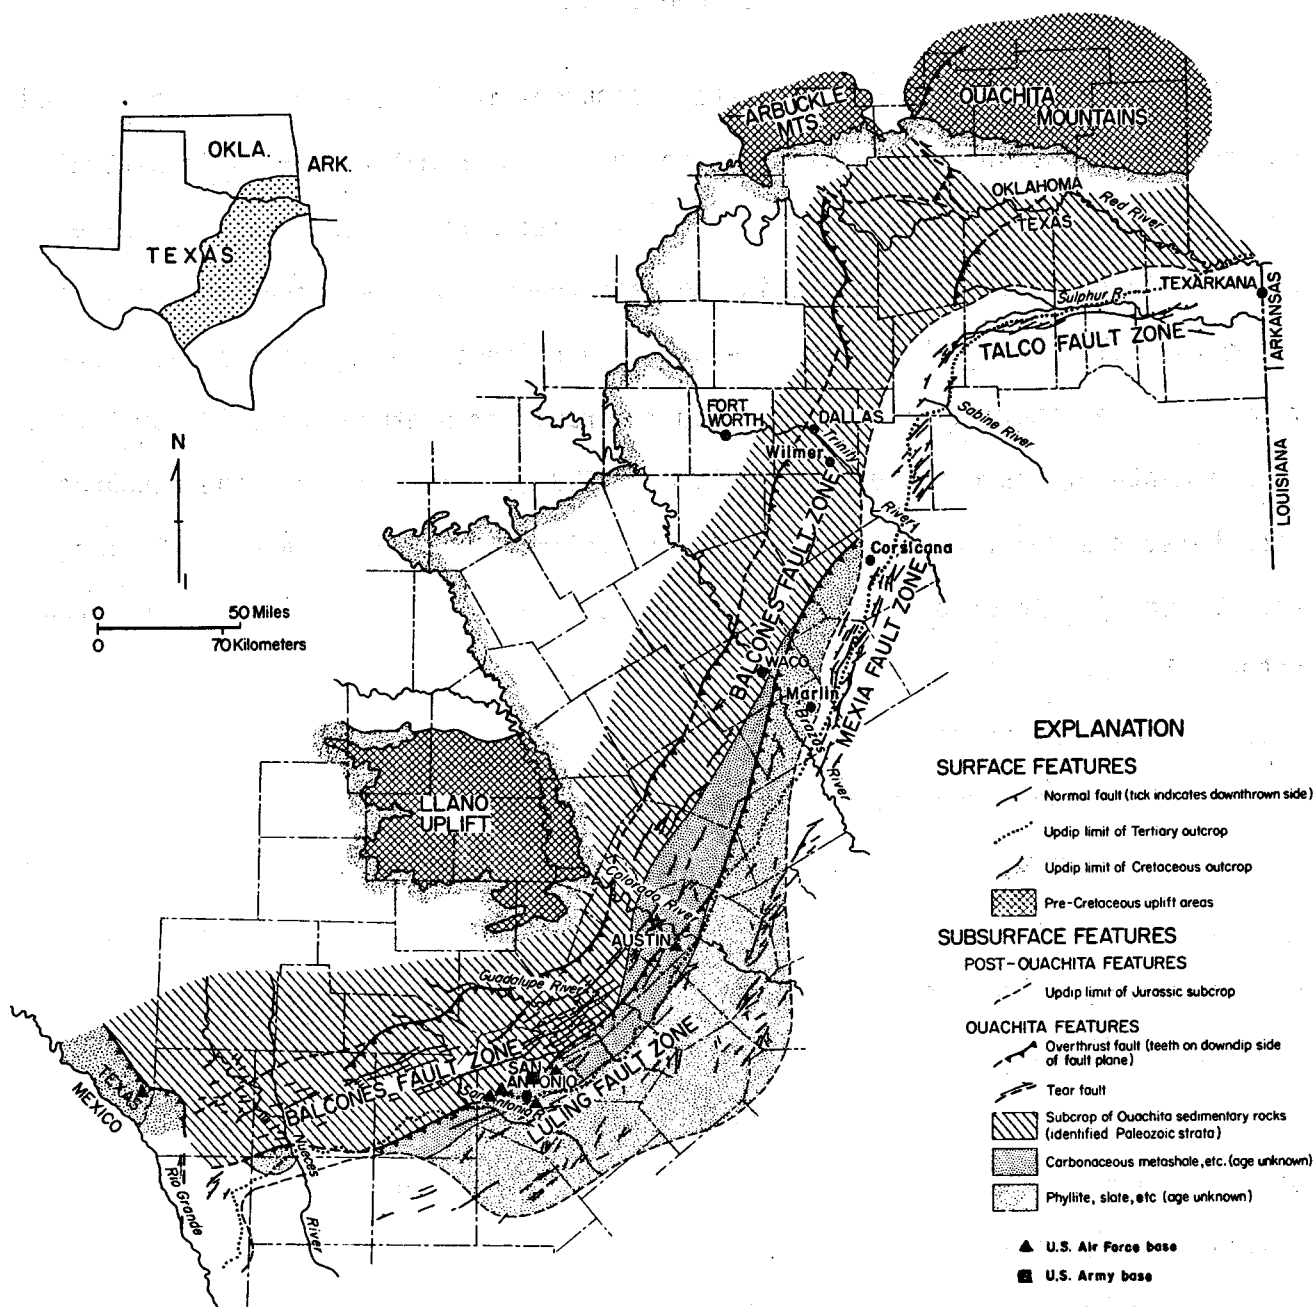 ARBUCKLE
MTS.
OUACHITA
MOUNTAINS
OKLA.
ARK.
TEXAS
OKLAHOMA
TEXAS
Red River
TEXARKANA
Sulphur R.
ARKANSAS
TALCO FAULT ZONE
LOUISIANA
FORT
WORTH
DALLAS
Trinity
Wilmer
Sabine River
River
N
Corsicana
0 50 Miles
0 70 Kilometers
BALCONES FAULT ZONE
WACO
Marlin
Brazos
River
MEXIA FAULT ZONE
LLANO
UPLIFT
Colorado River
AUSTIN
Guadalupe River
BALCONES FAULT ZONE
SAN
ANTONIO
San Antonio R.
LULING FAULT ZONE
TEXAS
MEXICO
Nueces
River
Rio Grande
EXPLANATION
SURFACE FEATURES
Normal fault (tick indicates downthrown side)
Updip limit of Tertiary outcrop
Updip limit of Cretaceous outcrop
Pre-Cretaceous uplift areas
SUBSURFACE FEATURES
POST-OUACHITA FEATURES
Updip limit of Jurassic subcrop
OUACHITA FEATURES
Overthrust fault (teeth on downdip side
of fault plane)
Tear fault
Subcrop of Ouachita sedimentary rocks
(identified Paleozoic strata)
Carbonaceous metashale, etc. (age unknown)
Phyllite, slate, etc (age unknown)
U.S. Air Force base
U.S. Army base